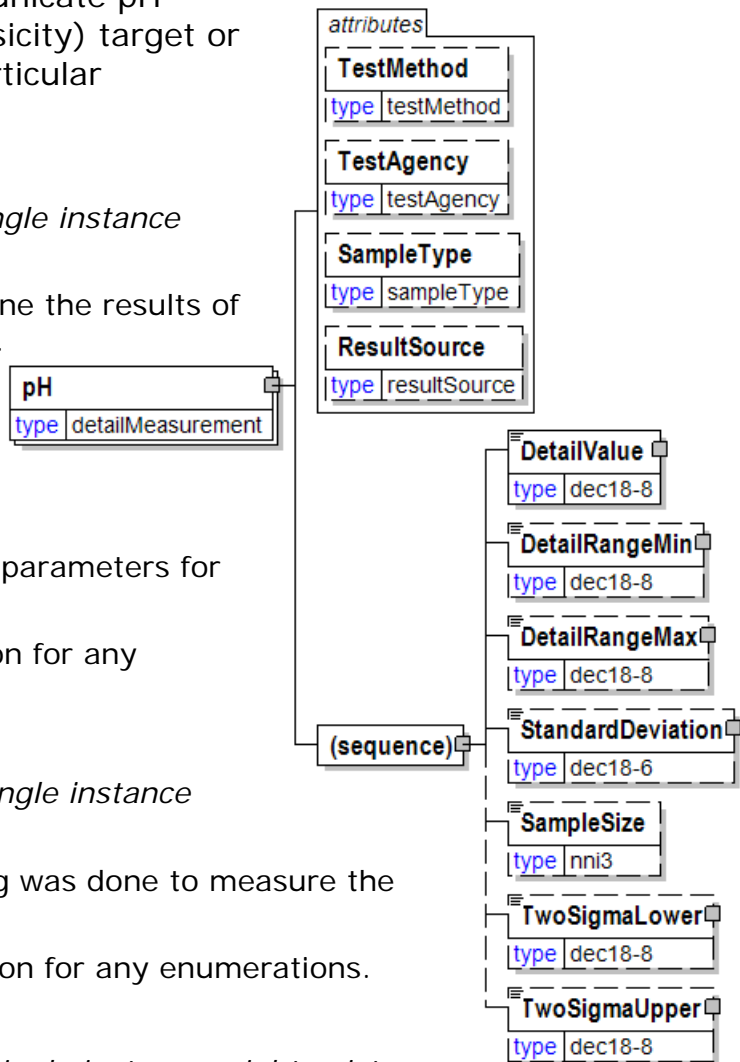 sicity) target or
rticular
ngle instance
ne the results of
parameters for
on for any
ngle instance
g was done to measure the
on for any enumerations.
attributes
TestMethod
type testMethod
TestAgency
type testAgency
SampleType
type sampleType
ResultSource
type resultSource
pH
type detailMeasurement
(sequence)
DetailValue
type dec18-8
DetailRangeMin
type dec18-8
DetailRangeMax
type dec18-8
StandardDeviation
type dec18-6
SampleSize
type nni3
TwoSigmaLower
type dec18-8
TwoSigmaUpper
type dec18-8